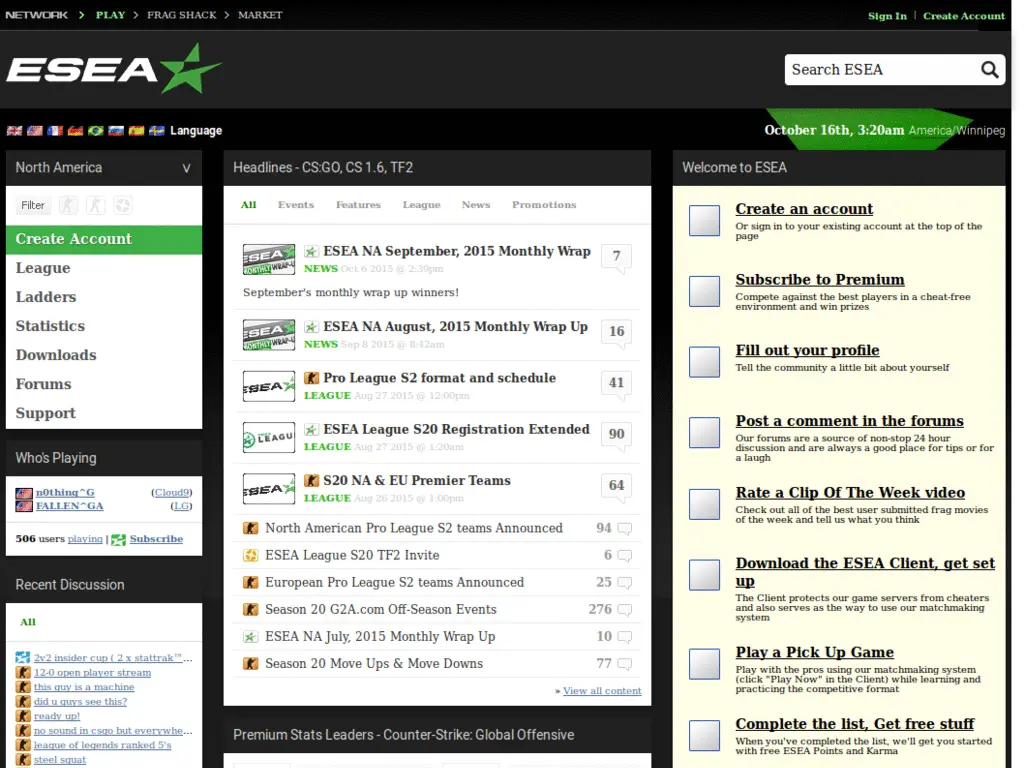 NETWORK > PLAY > FRAG SHACK > MARKET
Sign In | Create Account
ESEA
Search ESEA
Language
October 16th, 3:20am America/Winnipeg
North America V
Filter
Create Account
League
Ladders
Statistics
Downloads
Forums
Support
Who's Playing
n0thing^G (Cloud9)
FALLEN^GA (LG)
506 users playing | Subscribe
Recent Discussion
All
2v2 insider cup ( 2 x stattrak™...
12-0 open player stream
this guy is a machine
did u guys see this?
ready up!
no sound in csgo but everywhe...
league of legends ranked 5's
steel squat
Headlines - CS:GO, CS 1.6, TF2
All Events Features League News Promotions
ESEA NA September, 2015 Monthly Wrap 7
NEWS Oct 6 2015 @ 2:39pm
September's monthly wrap up winners!
ESEA NA August, 2015 Monthly Wrap Up 16
NEWS Sep 8 2015 @ 8:42am
Pro League S2 format and schedule 41
LEAGUE Aug 27 2015 @ 12:00pm
ESEA League S20 Registration Extended 90
LEAGUE Aug 27 2015 @ 1:20am
S20 NA & EU Premier Teams 64
LEAGUE Aug 26 2015 @ 1:00pm
North American Pro League S2 teams Announced 94
ESEA League S20 TF2 Invite 6
European Pro League S2 teams Announced 25
Season 20 G2A.com Off-Season Events 276
ESEA NA July, 2015 Monthly Wrap Up 10
Season 20 Move Ups & Move Downs 77
» View all content
Premium Stats Leaders - Counter-Strike: Global Offensive
Welcome to ESEA
Create an account
Or sign in to your existing account at the top of the
page
Subscribe to Premium
Compete against the best players in a cheat-free
environment and win prizes
Fill out your profile
Tell the community a little bit about yourself
Post a comment in the forums
Our forums are a source of non-stop 24 hour
discussion and are always a good place for tips or for
a laugh
Rate a Clip Of The Week video
Check out all of the best user submitted frag movies
of the week and tell us what you think
Download the ESEA Client, get set
up
The Client protects our game servers from cheaters
and also serves as the way to use our matchmaking
system
Play a Pick Up Game
Play with the pros using our matchmaking system
(click "Play Now" in the Client) while learning and
practicing the competitive format
Complete the list, Get free stuff
When you've completed the list, we'll get you started
with free ESEA Points and Karma